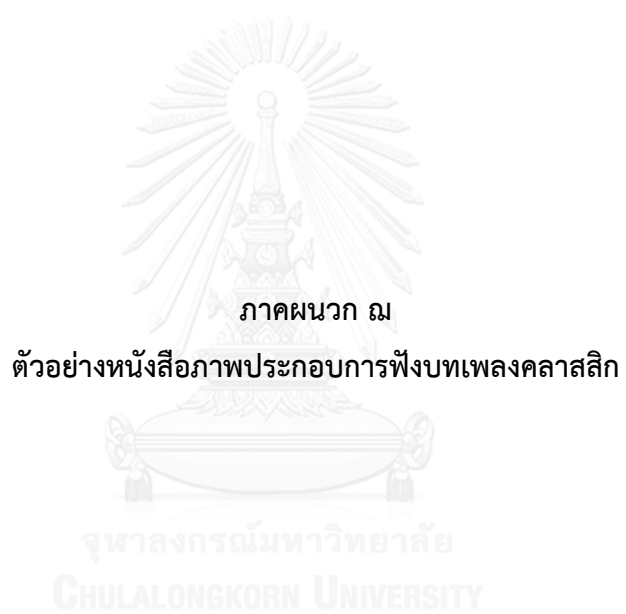 ภาคผนวก ฌ
ตัวอย่างหนังสือภาพประกอบการฟังบทเพลงคลาสสิก
จุฬาลงกรณ์มหาวิทยาลัย
CHULALONGKORN UNIVERSITY